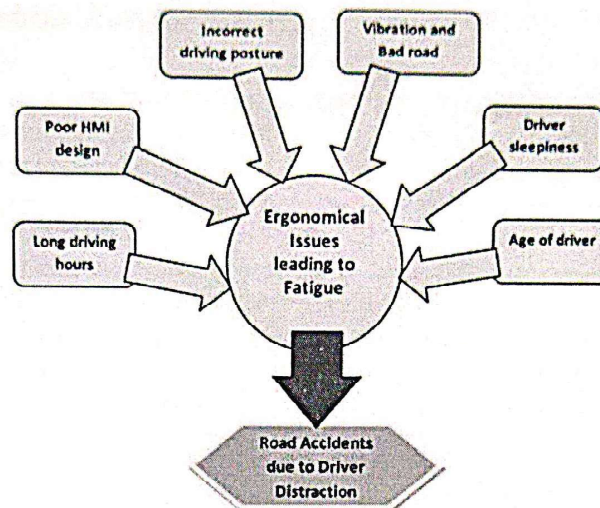 Incorrect
driving posture
Vibration and
Bad road
Poor HMI
design
Driver
sleepiness
Long driving
hours
Ergonomical
Issues
leading to
Fatigue
Age of driver
Road Accidents
due to Driver
Distraction